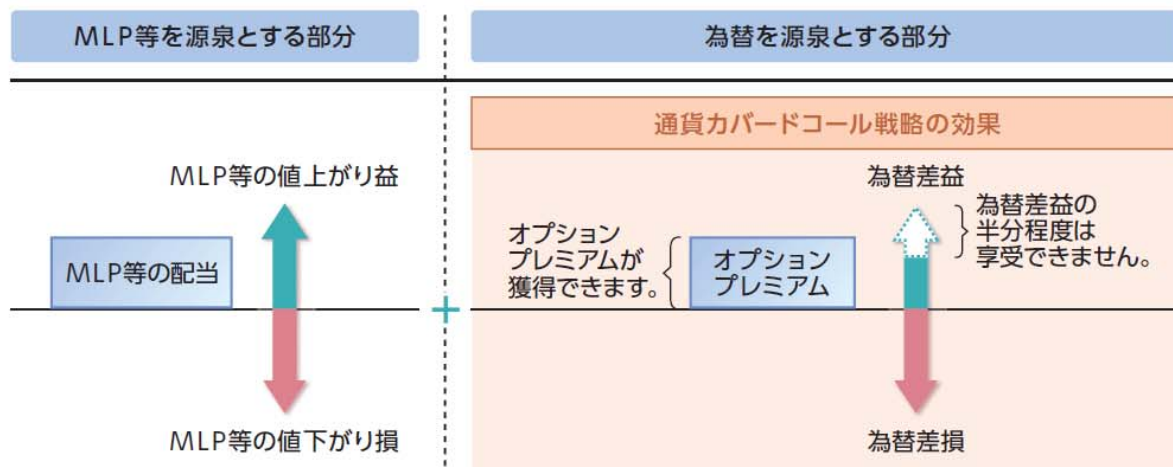 MLP等を源泉とする部分
為替を源泉とする部分
通貨カバードコール戦略の効果
MLP等の値上がり益
MLP等の配当
MLP等の値下がり損
+
オプション
プレミアムが
獲得できます。
オプション
プレミアム
為替差益
為替差益の
半分程度は
享受できません。
為替差損